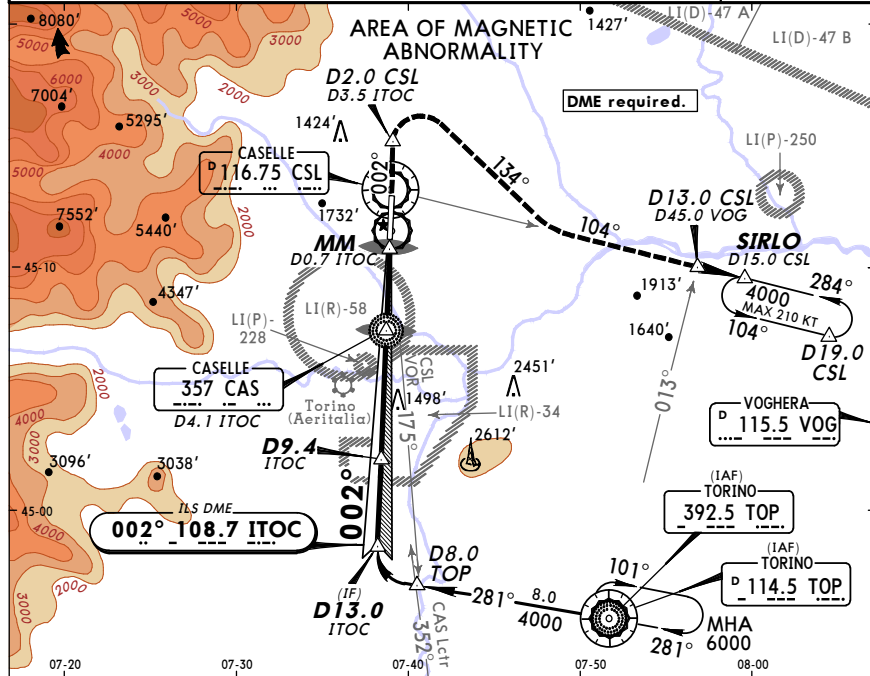 8080'
5000
3000
AREA OF MAGNETIC
ABNORMALITY
1427'
LI(D)-47 A
LI(D)-47 B
6000
3000
2000
7004'
5295'
4000
D2.0 CSL
D3.5 ITOC
DME required.
1424'
LI(P)-250
5000
3000
CASELLE
D 116.75 CSL
002°
134°
1732'
2000
7552'
5440'
D13.0 CSL
D45.0 VOG
104°
MM
D0.7 ITOC
SIRLO
D15.0 CSL
45-10
4347'
LI(R)-58
LI(P)-
228
1913'
4000
284°
MAX 210 KT
104°
1640'
D19.0
CSL
2000
CASELLE
357 CAS
D4.1 ITOC
CSL
VOR
175°
2451'
Torino
(Aeritalia)
1498'
LI(R)-34
013°
4000
3000
VOGHERA
D 115.5 VOG
D9.4
ITOC
2612'
3096'
3038'
002°
(IAF)
TORINO
392.5 TOP
45-00
ILS DME
002° 108.7 ITOC
4000
(IAF)
TORINO
D 114.5 TOP
D8.0
TOP
101°
2000
3000
(IF)
D13.0
ITOC
281°
8.0
4000
CAS Lctr
352°
MHA
6000
281°
07-20
07-30
07-40
07-50
08-00